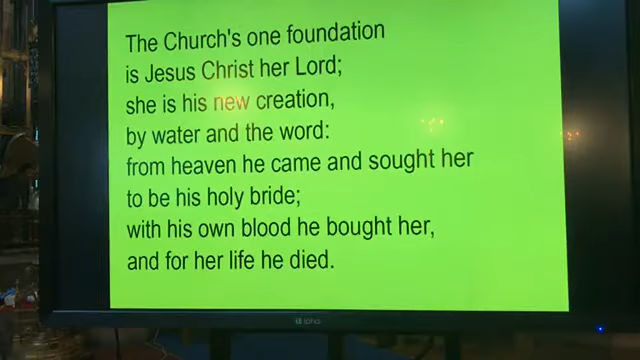 The Church's one foundation
is Jesus Christ her Lord;
she is his new creation,
by water and the word:
from heaven he came and sought her
to be his holy bride;
with his own blood he bought her,
and for her life he died.